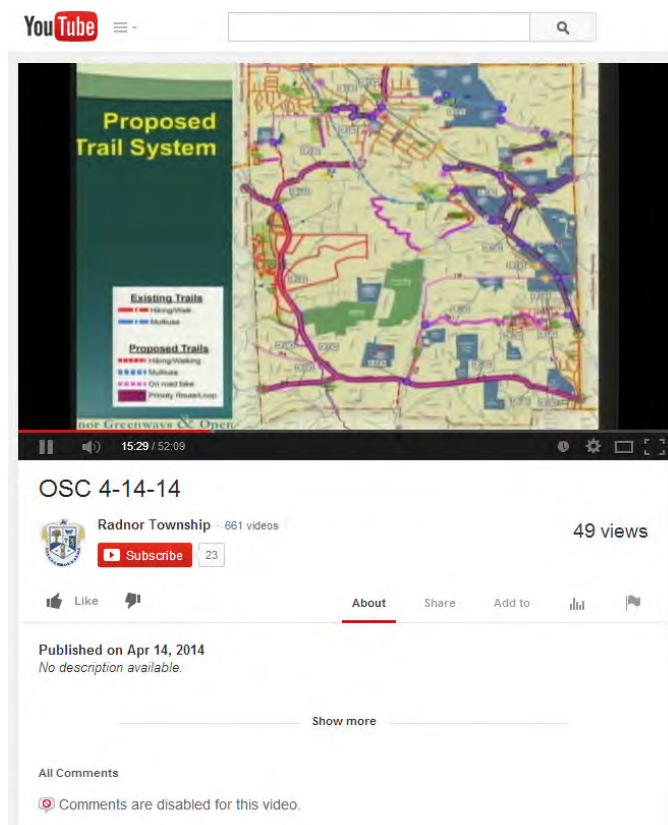 YouTube
Proposed
Trail System
Existing Trails
Hiking/Walk
Multiuse
Proposed Trails
Hiking/Walking
Multiuse
On road bike
Priority Route/Loop
nor Greenways & Open
15:29 / 52:09
OSC 4-14-14
Radnor Township · 661 videos
49 views
Subscribe 23
Like
About Share Add to
Published on Apr 14, 2014
No description available.
Show more
All Comments
Comments are disabled for this video.